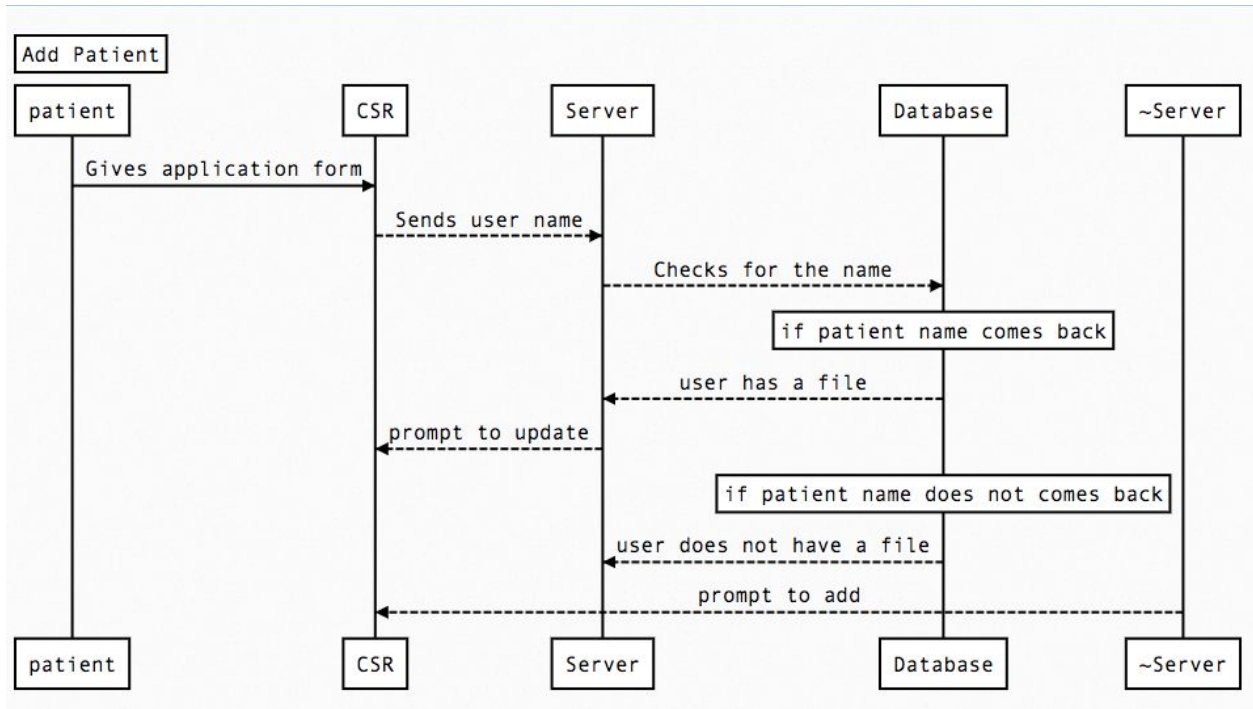 Add Patient
patient
CSR
Server
Database
~Server
Gives application form
Sends user name
Checks for the name
if patient name comes back
user has a file
prompt to update
if patient name does not comes back
user does not have a file
prompt to add
patient
CSR
Server
Database
~Server